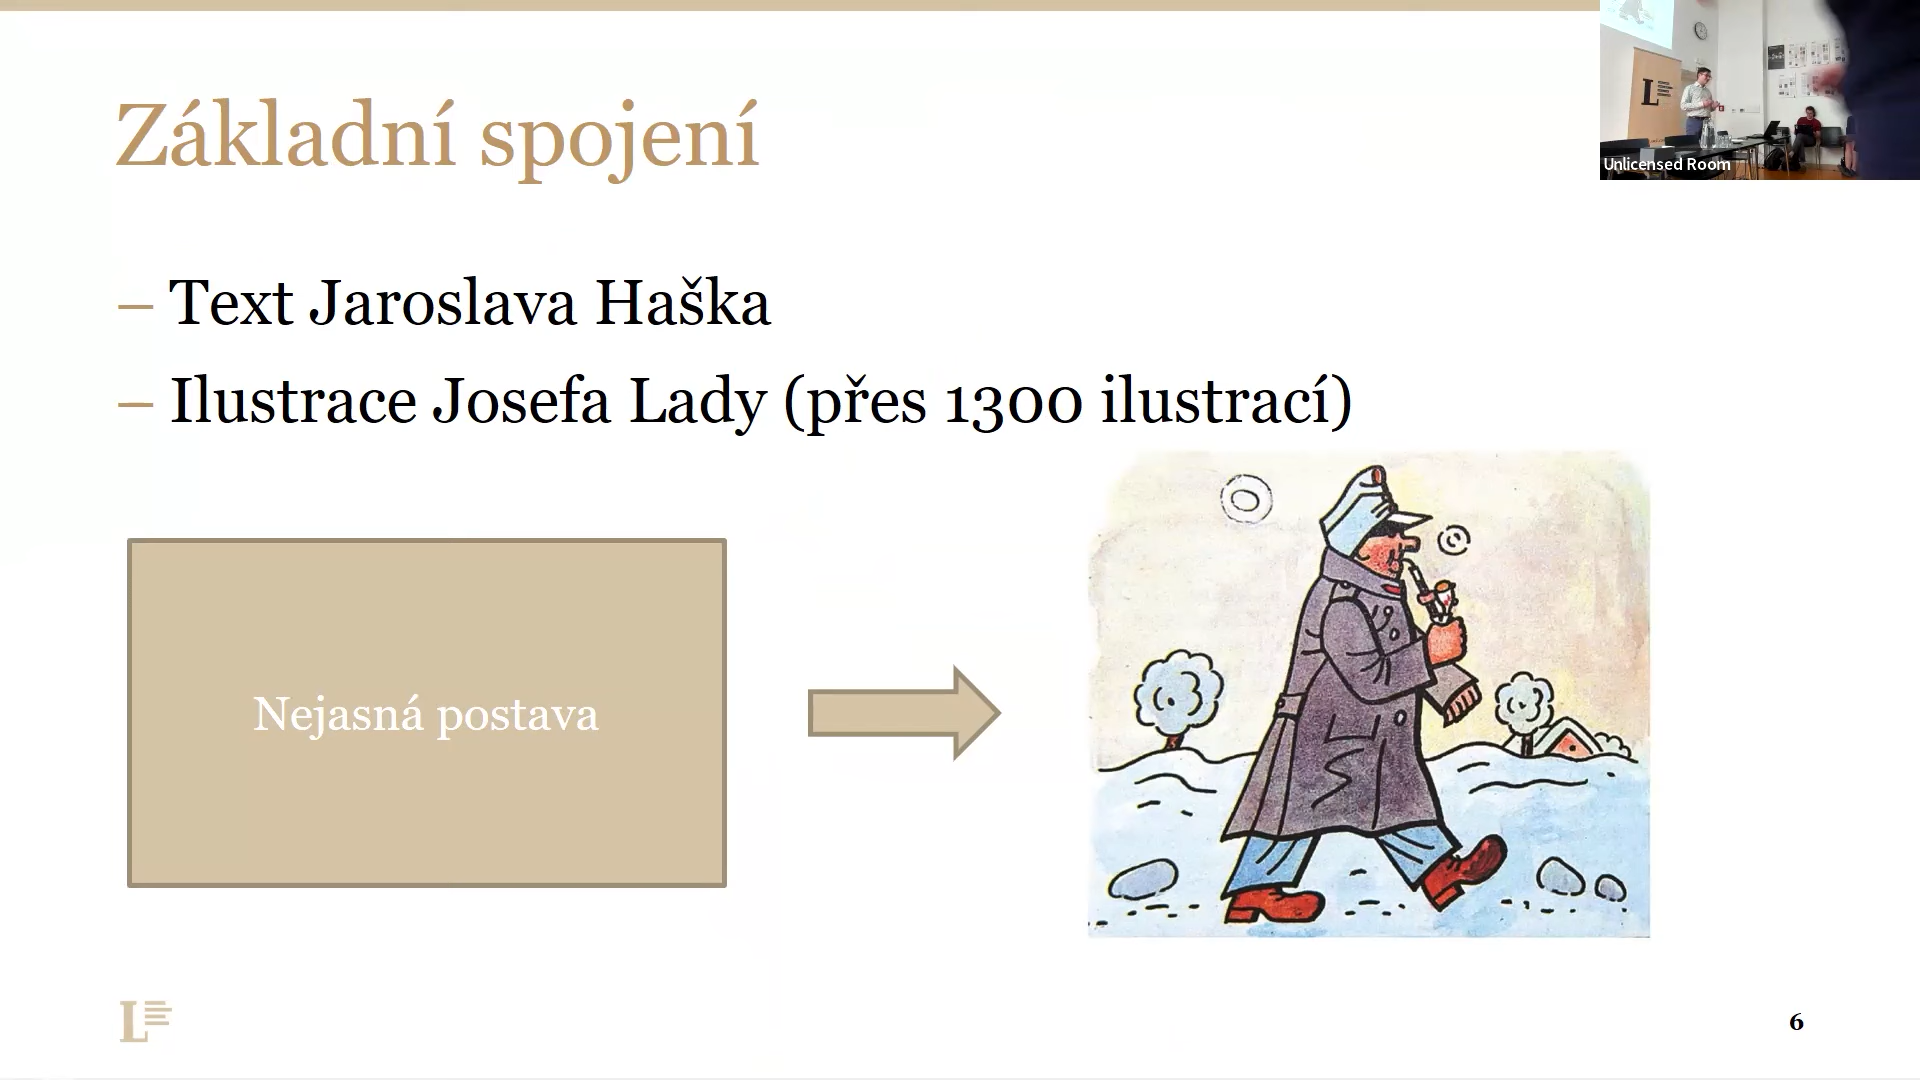 Základní spojení
– Text Jaroslava Haška
– Ilustrace Josefa Lady (přes 1300 ilustrací)
Nejasná postava
L
6
L
Unlicensed Room